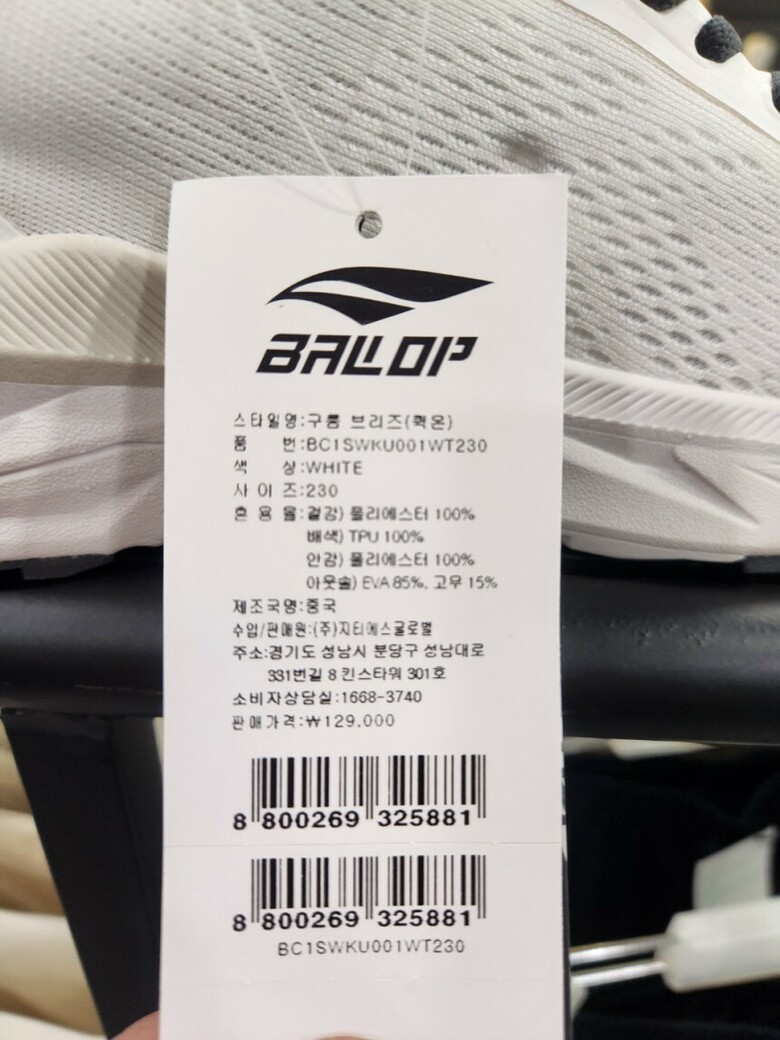 BALLOP
스타일명:구름 브리즈(퀵온)
품 번:BC1SWKU001WT230
색 상:WHITE
사 이 즈:230
혼 용 율:겉감) 폴리에스터 100%
배색) TPU 100%
안감) 폴리에스터 100%
아웃솔) EVA 85%, 고무 15%
제조국명:중국
수입/판매원:(주)지티에스글로벌
주소:경기도 성남시 분당구 성남대로
331번길 8 킨스타워 301호
소비자상담실:1668-3740
판매가격:₩129,000
8 800269 325881
8 800269 325881
BC1SWKU001WT230